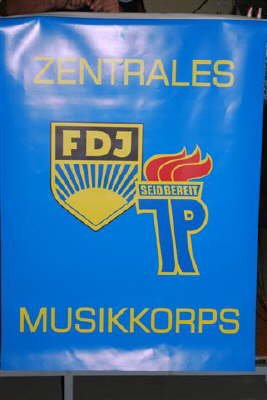 ZENTRALES
FDJ
SEID BEREIT
JP
MUSIKKORPS